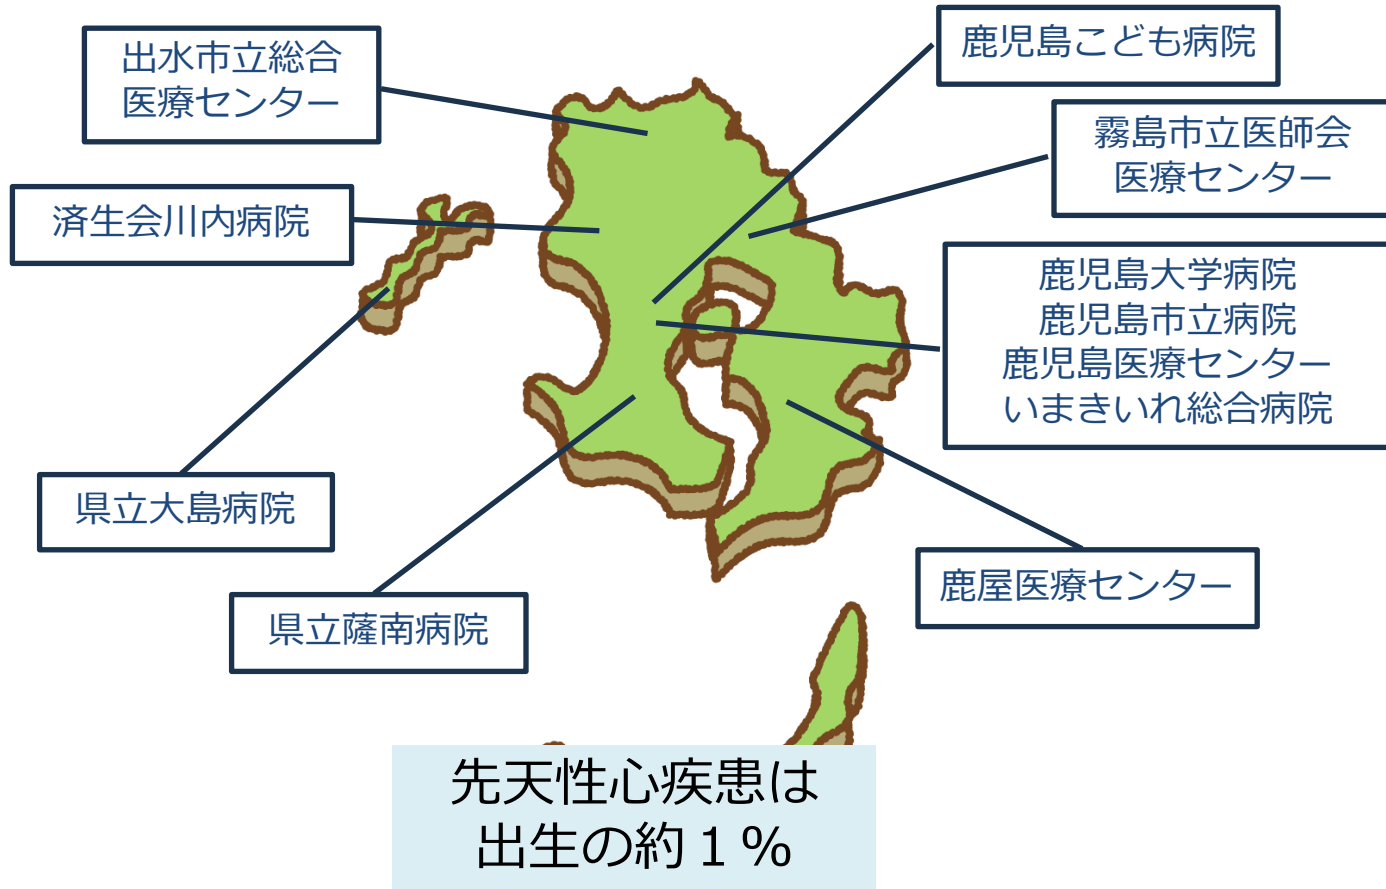 出水市立総合
医療センター
鹿児島こども病院
霧島市立医師会
医療センター
済生会川内病院
鹿児島大学病院
鹿児島市立病院
鹿児島医療センター
いまきいれ総合病院
県立大島病院
鹿屋医療センター
県立薩南病院
先天性心疾患は
出生の約１％